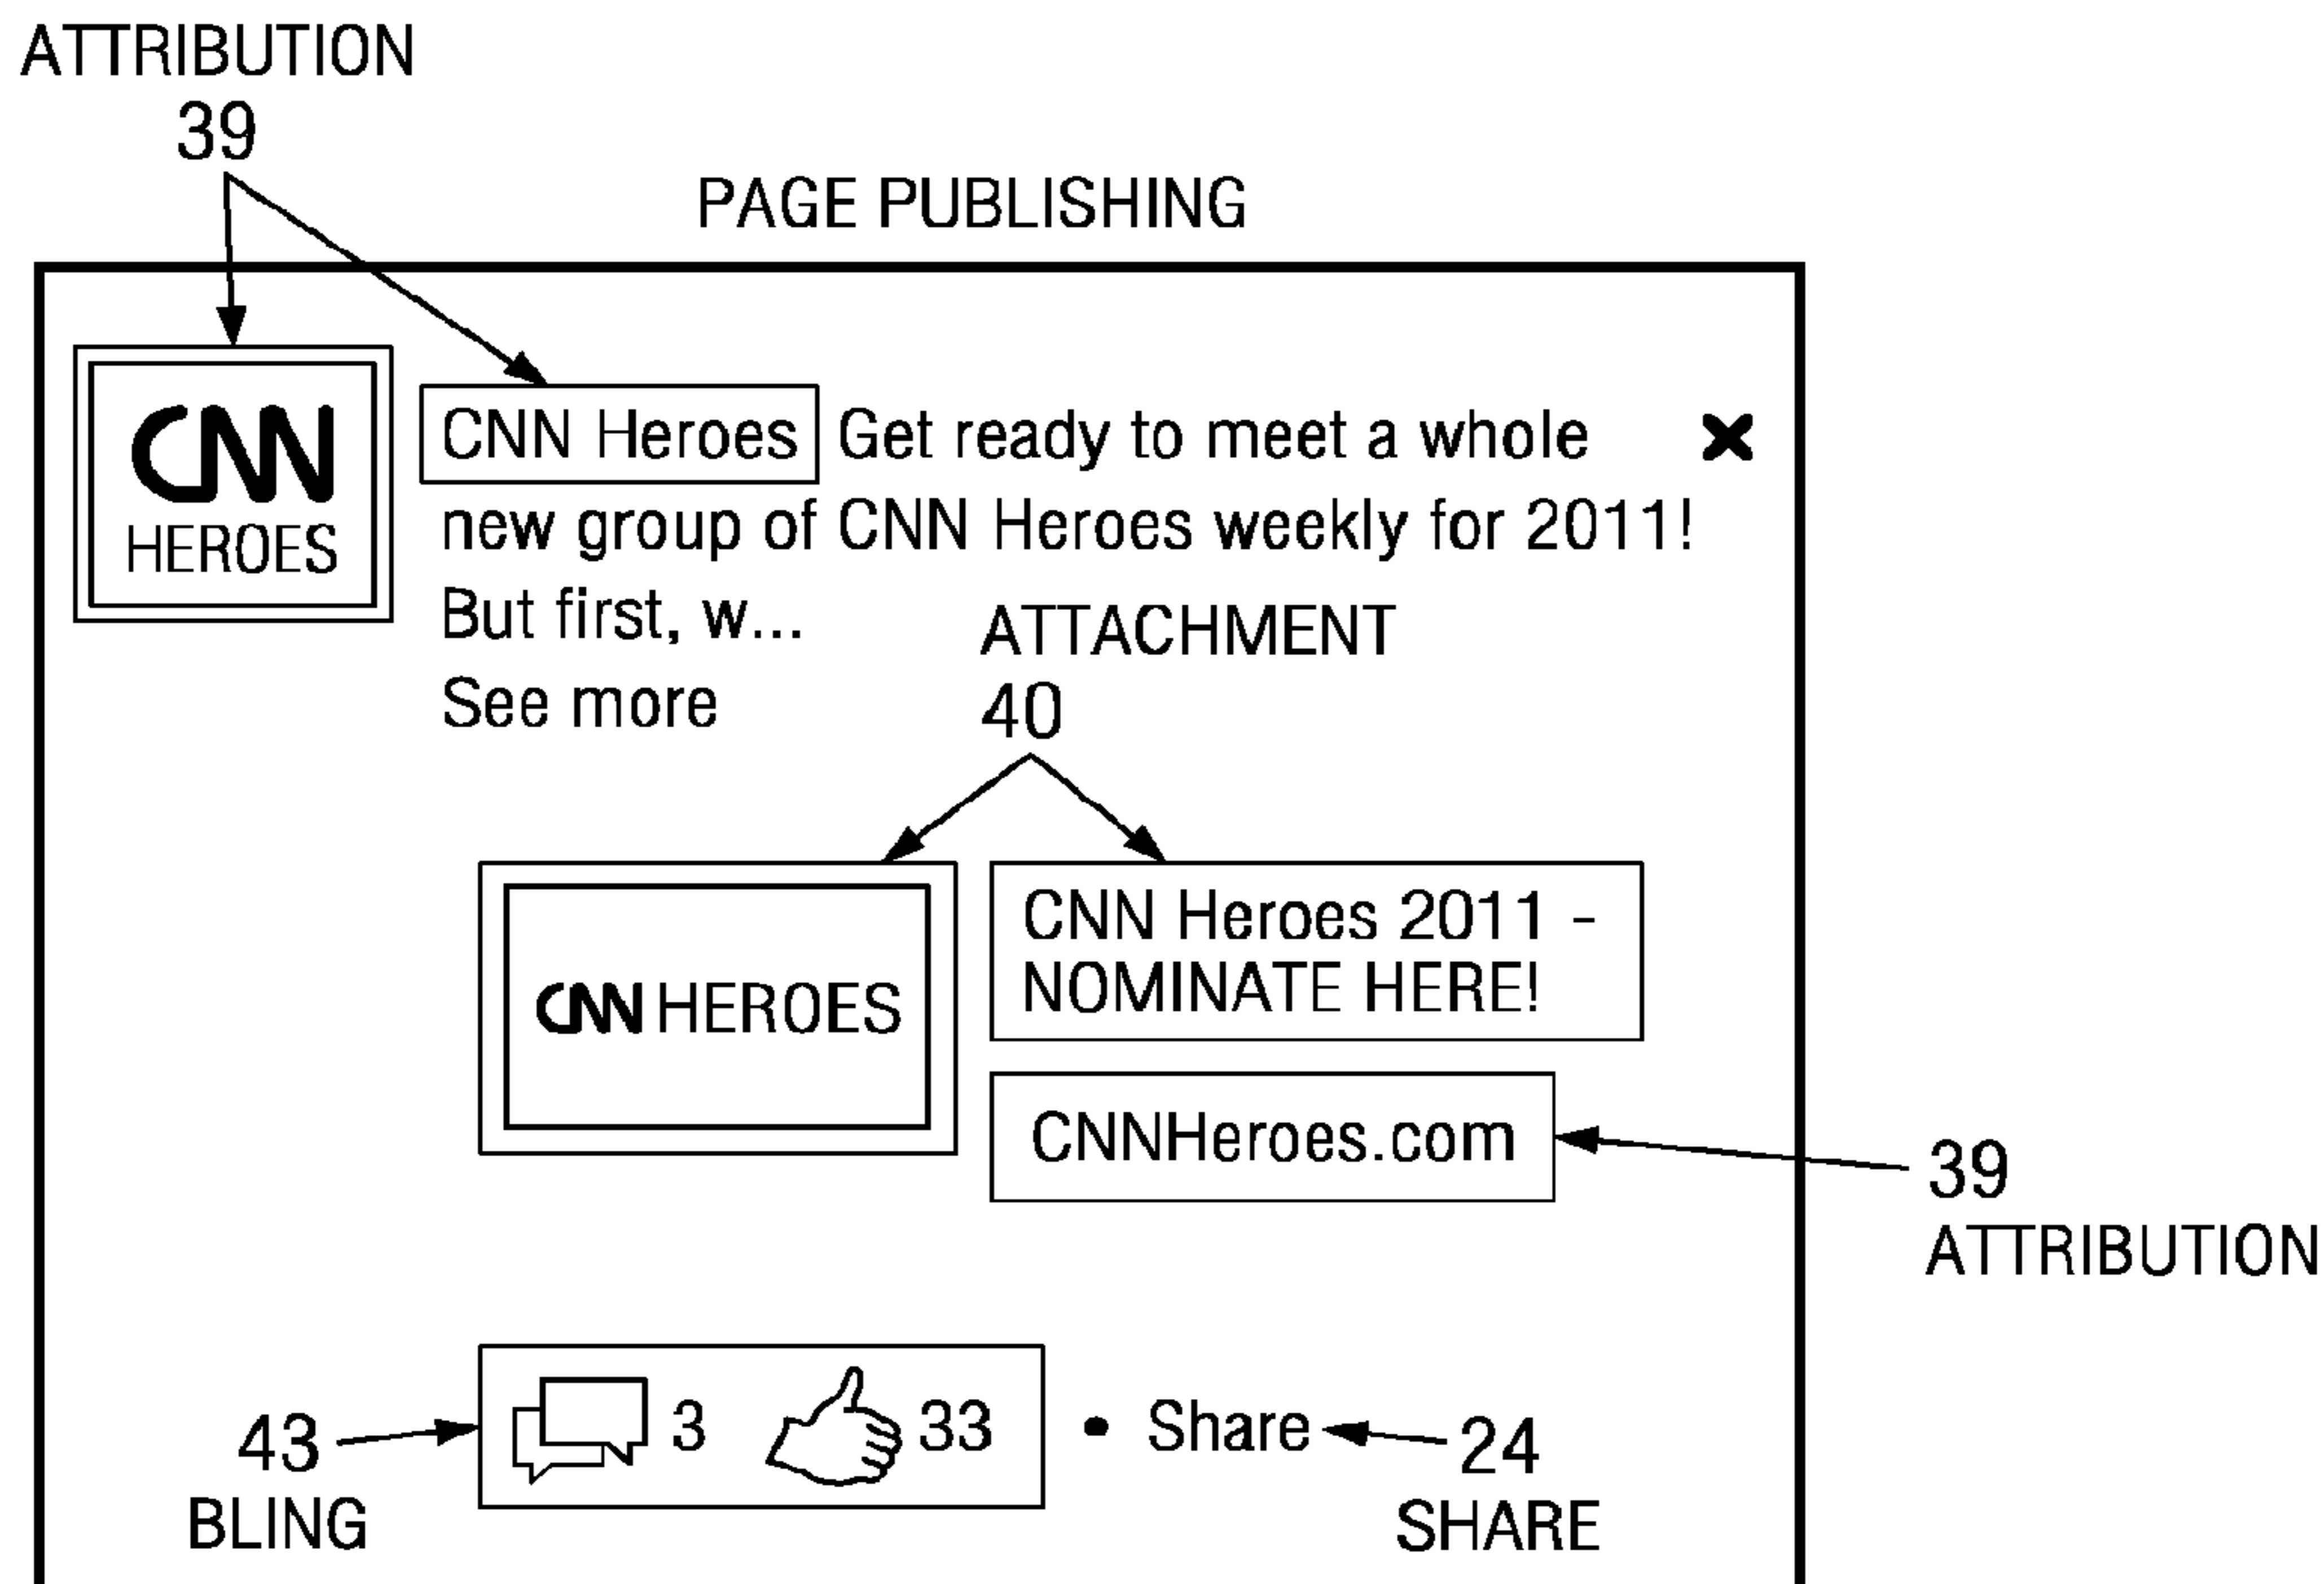 ATTRIBUTION
39
PAGE PUBLISHING
CNN
HEROES
CNN Heroes Get ready to meet a whole
new group of CNN Heroes weekly for 2011!
But first, w...
See more
ATTACHMENT
40
CNN HEROES
CNN Heroes 2011 -
NOMINATE HERE!
CNNHeroes.com
39
ATTRIBUTION
43
BLING
3 33 • Share
24
SHARE